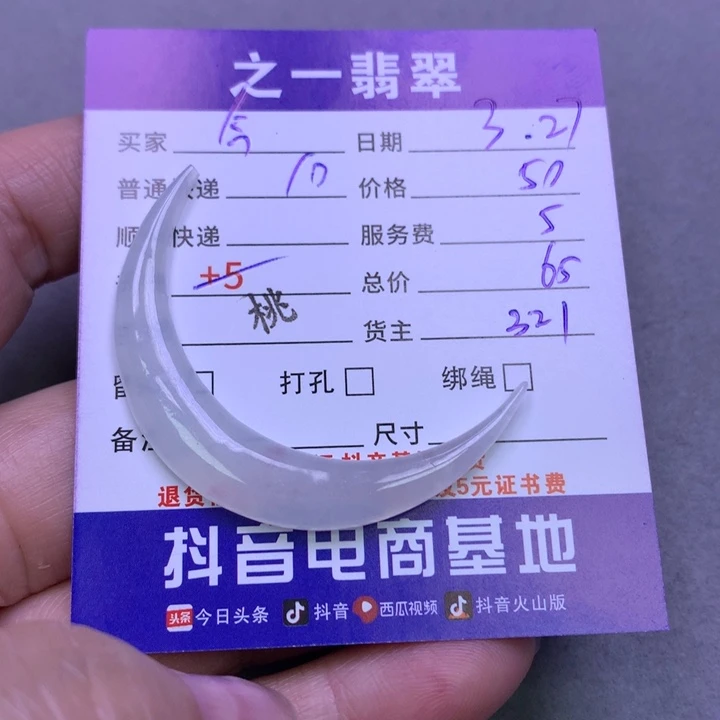 之一翡翠
买家 日期 3.27
普通 递 10 价格 50
顺 快递 服务费 5
+5 总价 65
桃 货主 321
打孔 绑绳
备 尺寸
退货 5元证书费
抖音电商基地
头条 今日头条 抖音 西瓜视频 抖音火山版